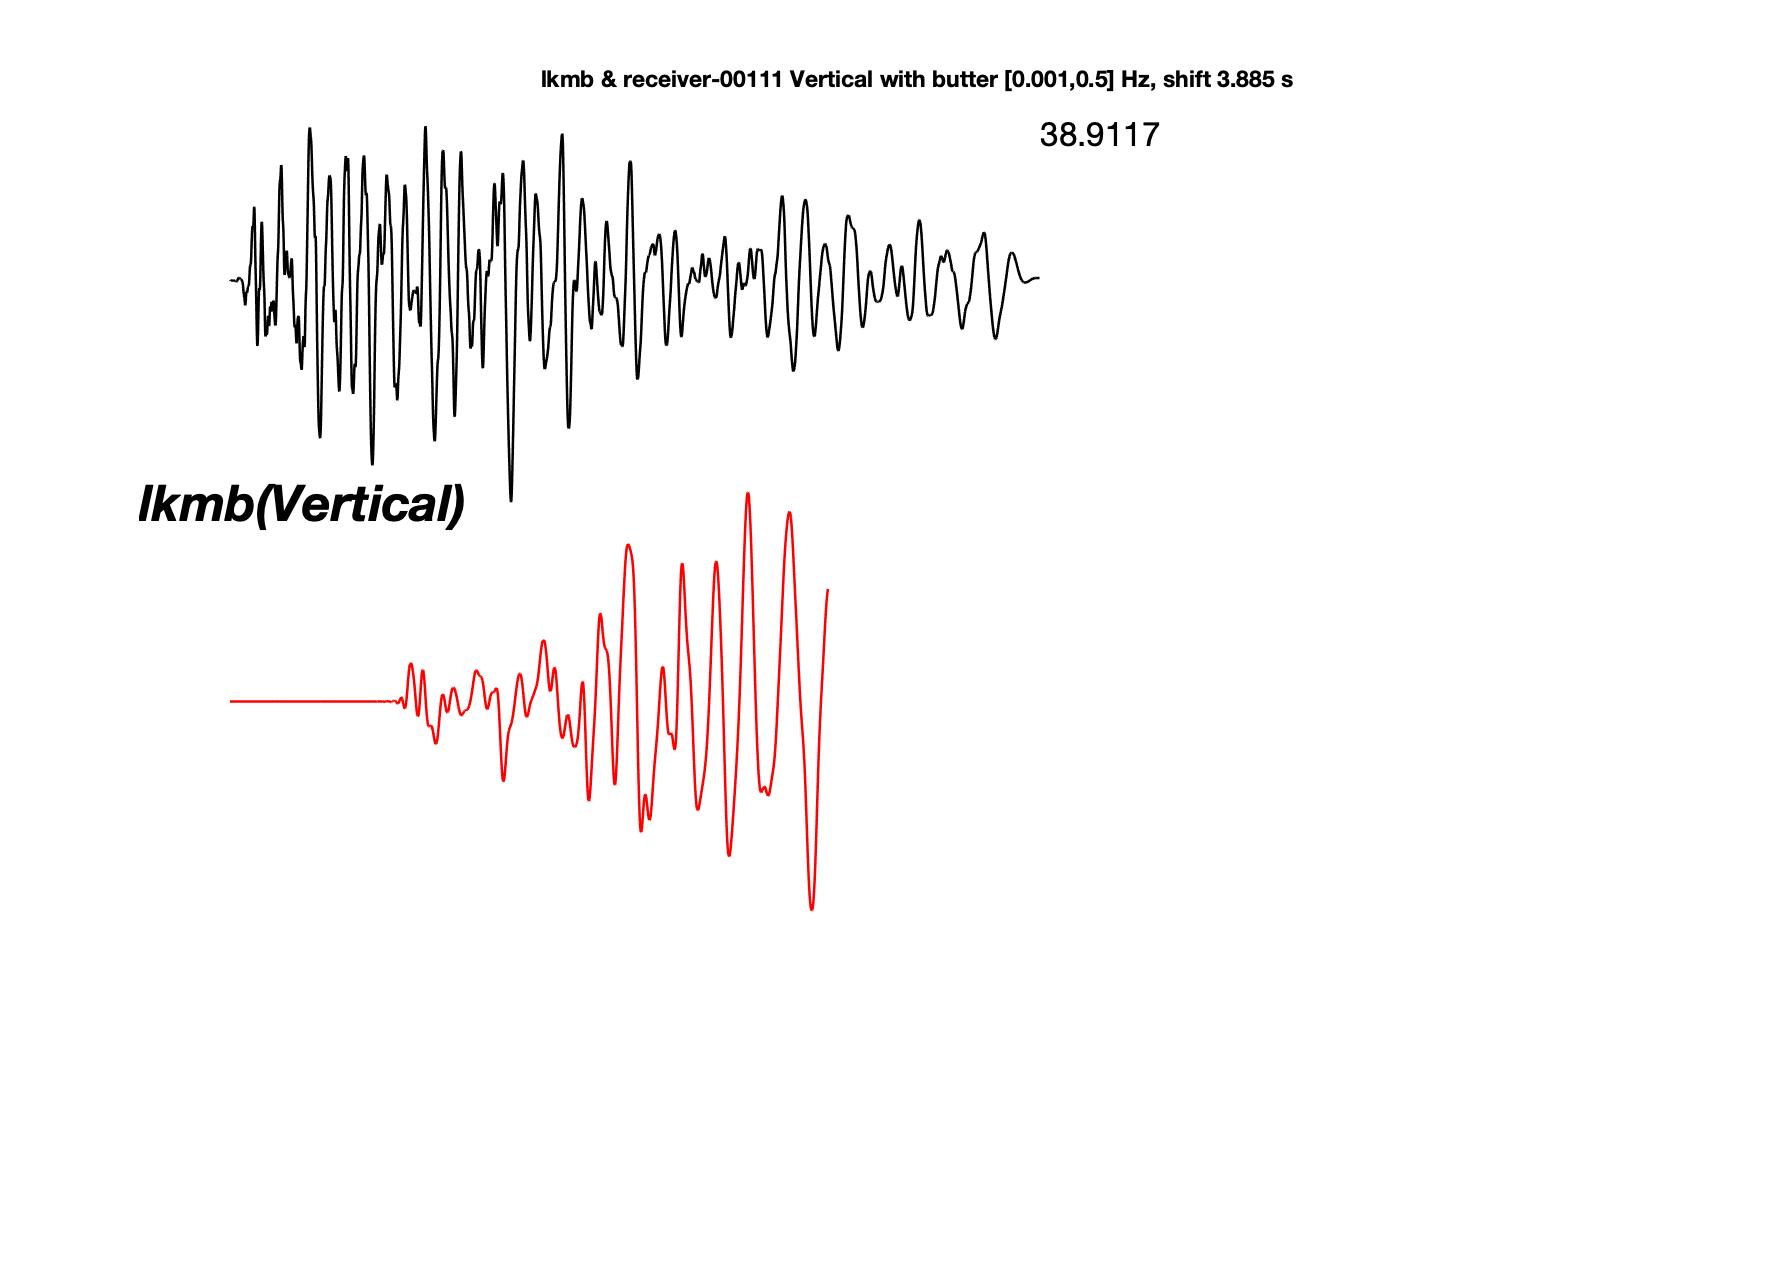 lkmb & receiver-00111 Vertical with butter [0.001,0.5] Hz, shift 3.885 s
38.9117
lkmb(Vertical)